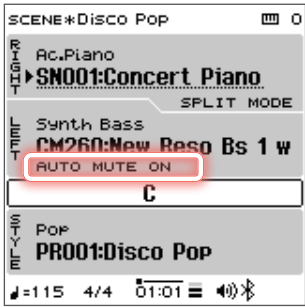 SCENE*Disco Pop 0
RIGHT
Ac.Piano
SN001:Concert Piano
SPLIT MODE
LEFT
Synth Bass
CM260:New Reso Bs 1 w
AUTO MUTE ON
C
STYLE
Pop
PR001:Disco Pop
♩=115 4/4 01:01